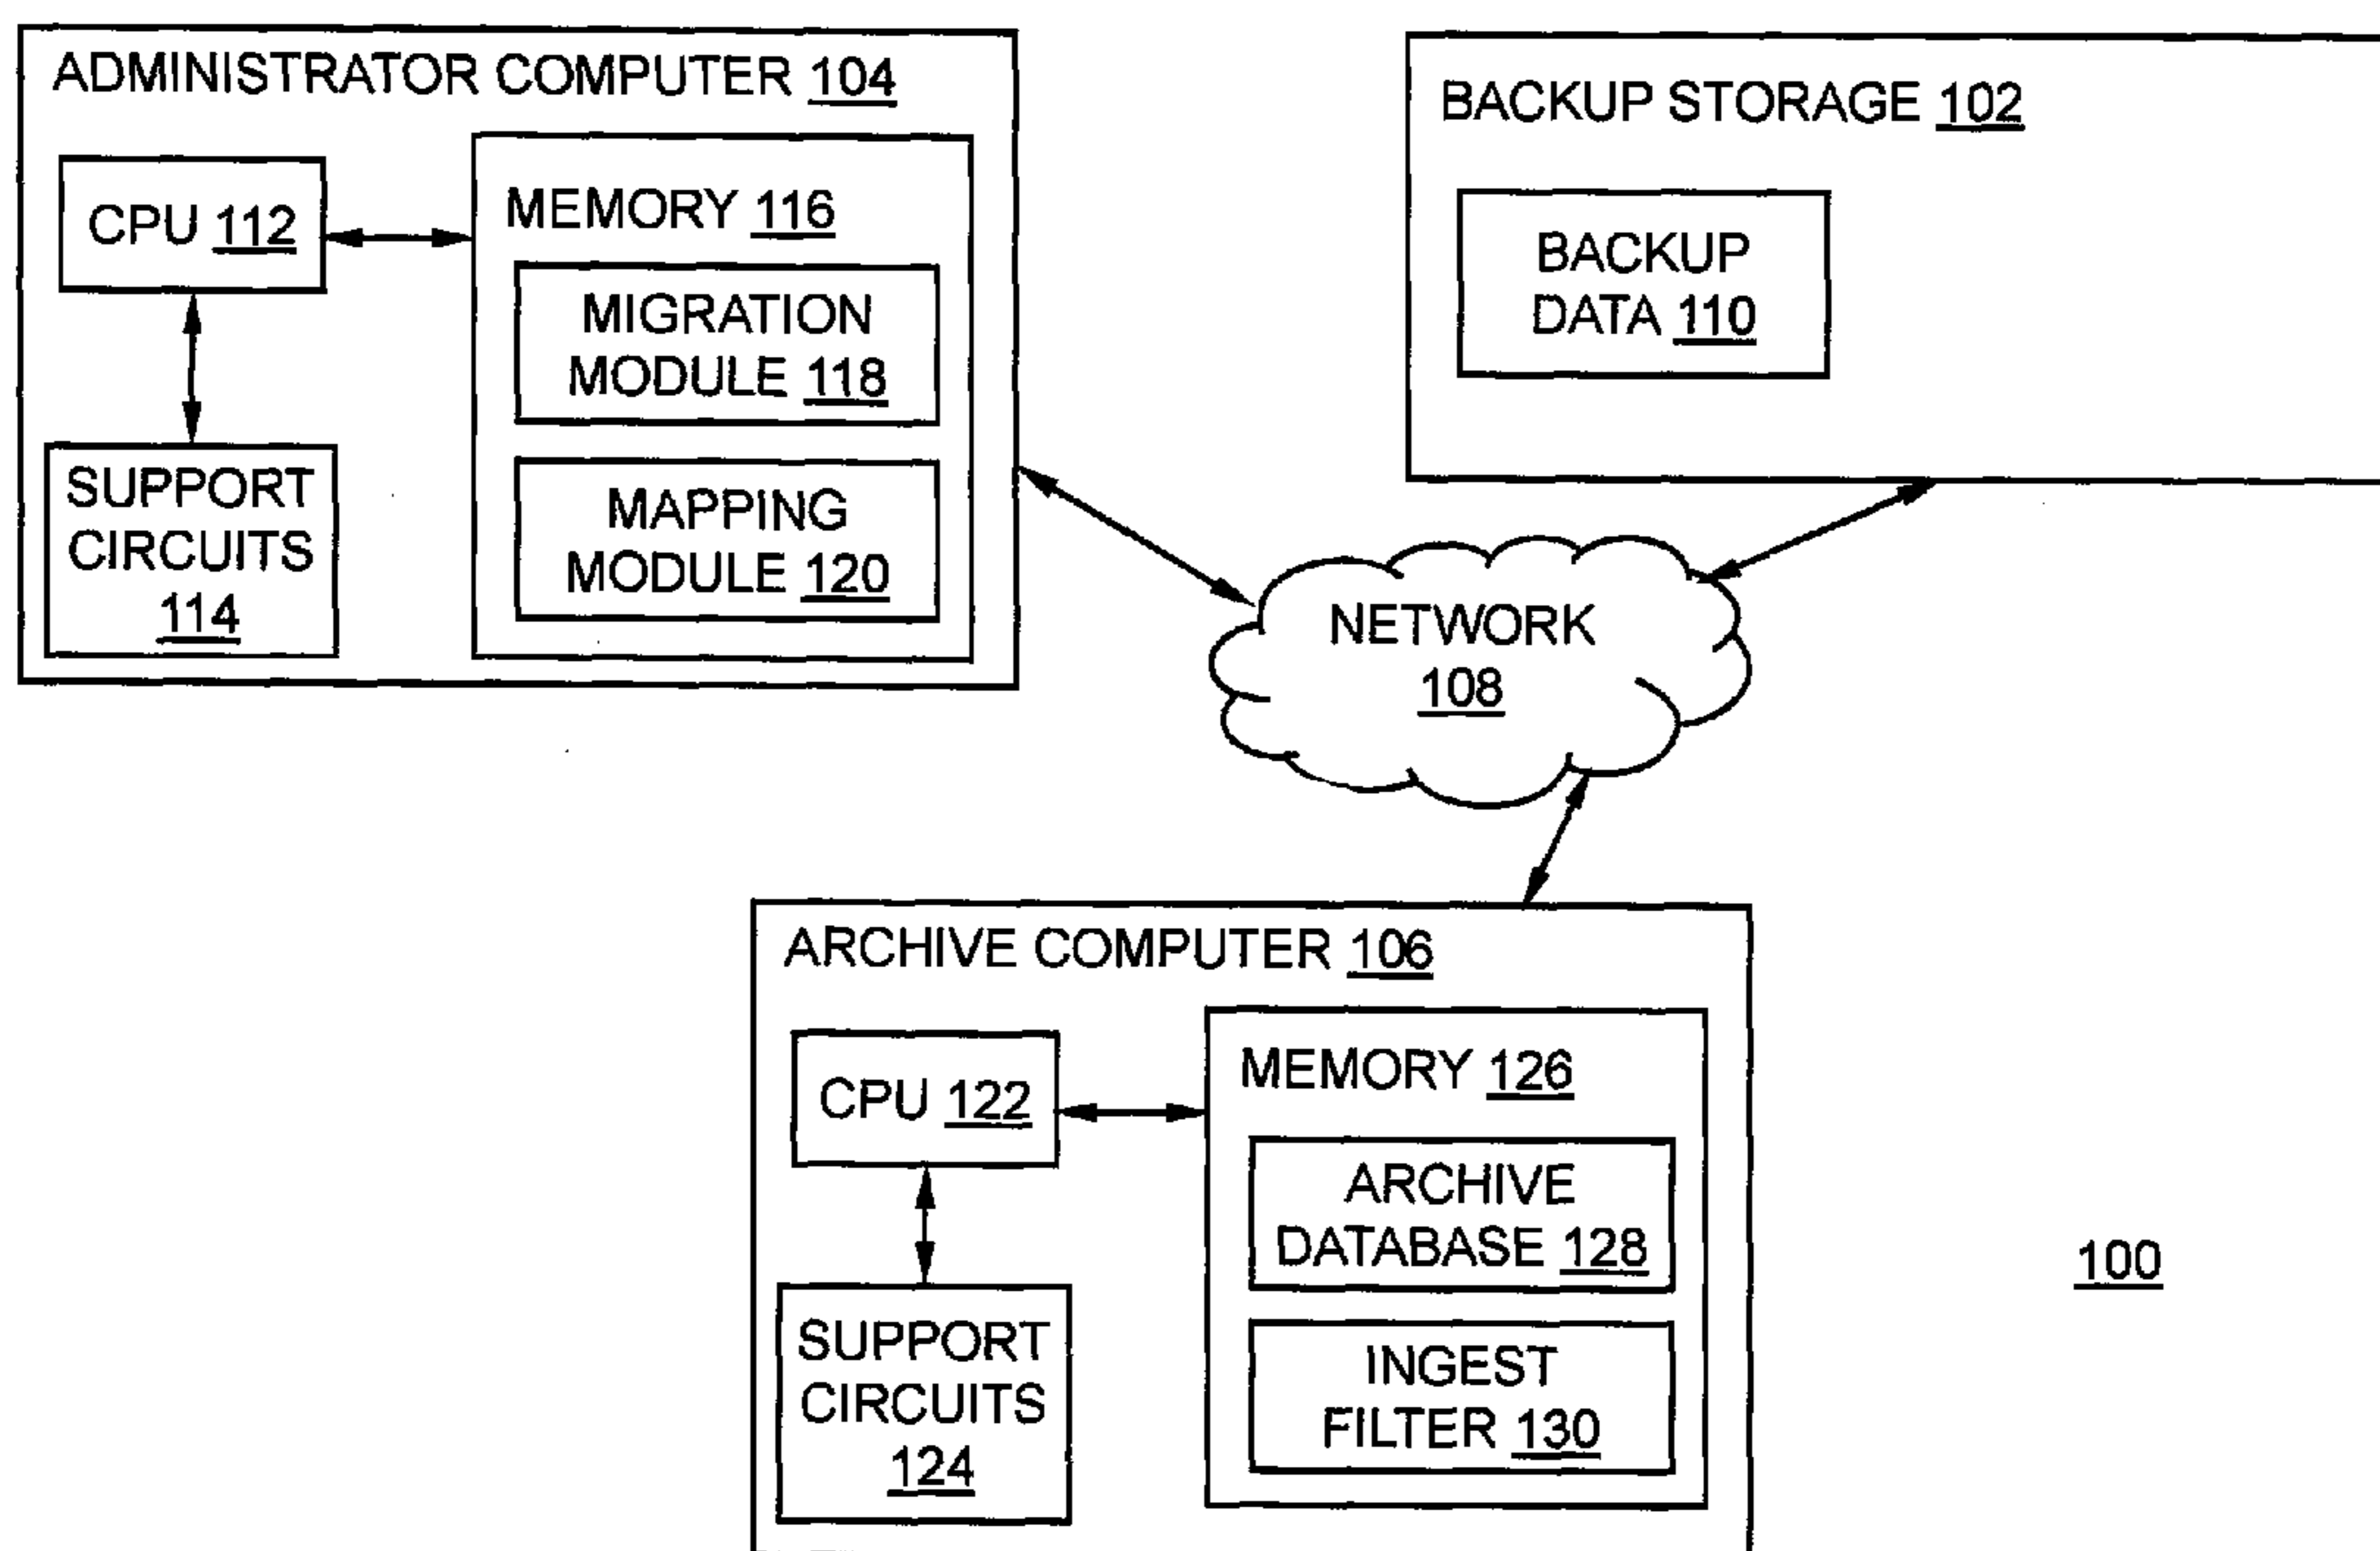 ADMINISTRATOR COMPUTER 104
CPU 112
SUPPORT
CIRCUITS
114
MEMORY 116
MIGRATION
MODULE 118
MAPPING
MODULE 120
BACKUP STORAGE 102
BACKUP
DATA 110
NETWORK
108
ARCHIVE COMPUTER 106
CPU 122
SUPPORT
CIRCUITS
124
MEMORY 126
ARCHIVE
DATABASE 128
INGEST
FILTER 130
100